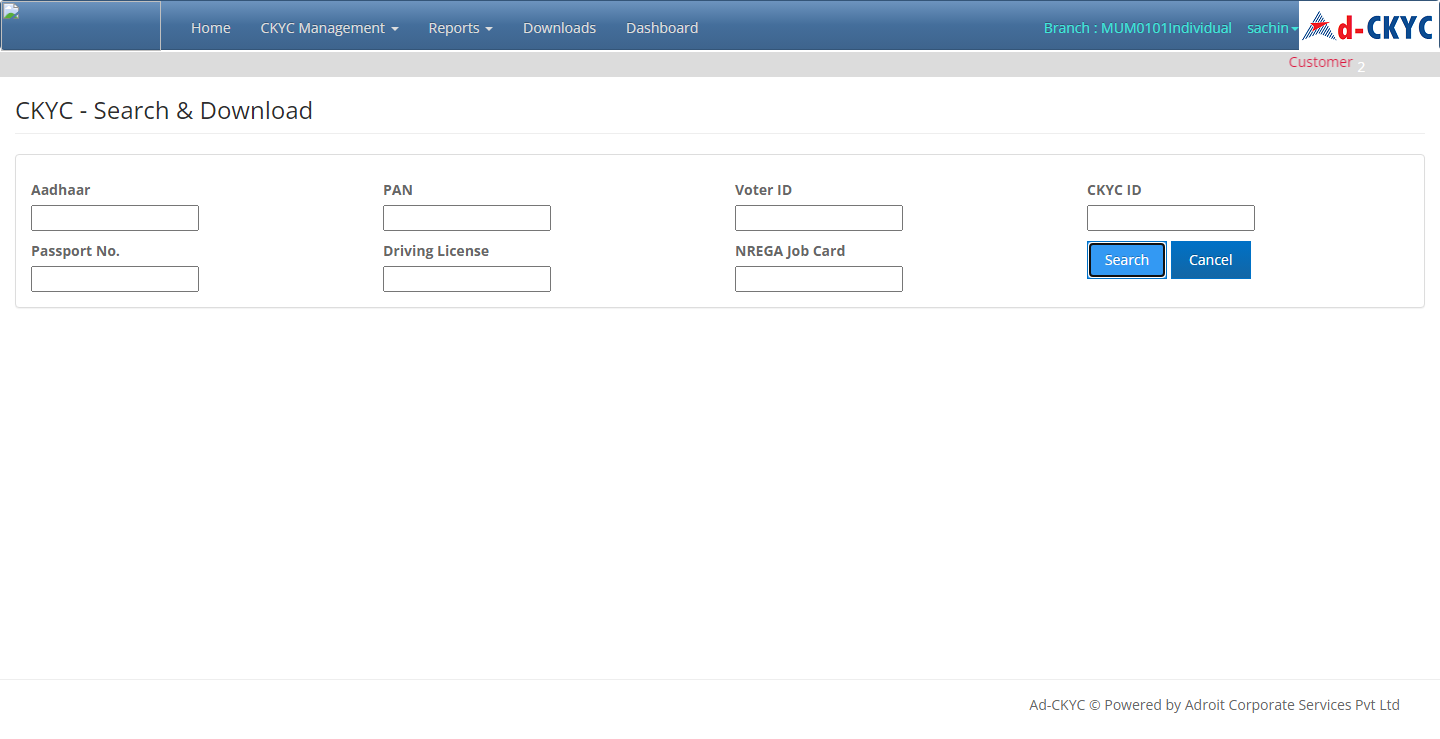 Home CKYC Management Reports Downloads Dashboard Branch : MUM0101Individual sachin Ad-CKYC
Customer 2
CKYC - Search & Download
Aadhaar PAN Voter ID CKYC ID
Passport No. Driving License NREGA Job Card Search Cancel
Ad-CKYC © Powered by Adroit Corporate Services Pvt Ltd